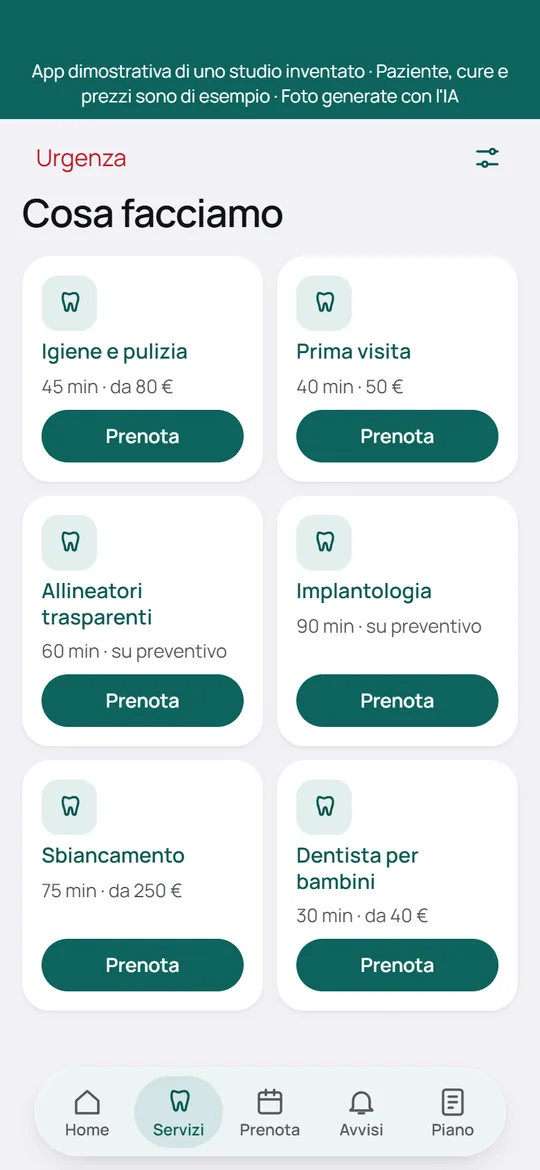 App dimostrativa di uno studio inventato · Paziente, cure e
prezzi sono di esempio · Foto generate con l'IA
Urgenza
Cosa facciamo
Igiene e pulizia
45 min · da 80 €
Prenota
Prima visita
40 min · 50 €
Prenota
Allineatori
trasparenti
60 min · su preventivo
Prenota
Implantologia
90 min · su preventivo
Prenota
Sbiancamento
75 min · da 250 €
Prenota
Dentista per
bambini
30 min · da 40 €
Prenota
Home
Servizi
Prenota
Avvisi
Piano